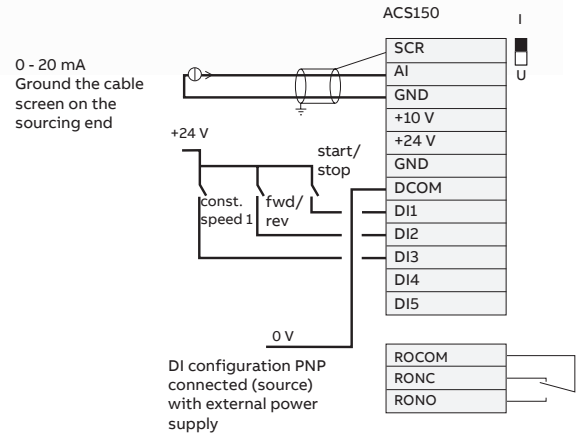 ACS150
I
U
0 - 20 mA
Ground the cable
screen on the
sourcing end
SCR
AI
GND
+10 V
+24 V
GND
DCOM
DI1
DI2
DI3
DI4
DI5
+24 V
start/
stop
const.
speed 1
fwd/
rev
0 V
DI configuration PNP
connected (source)
with external power
supply
ROCOM
RONC
RONO